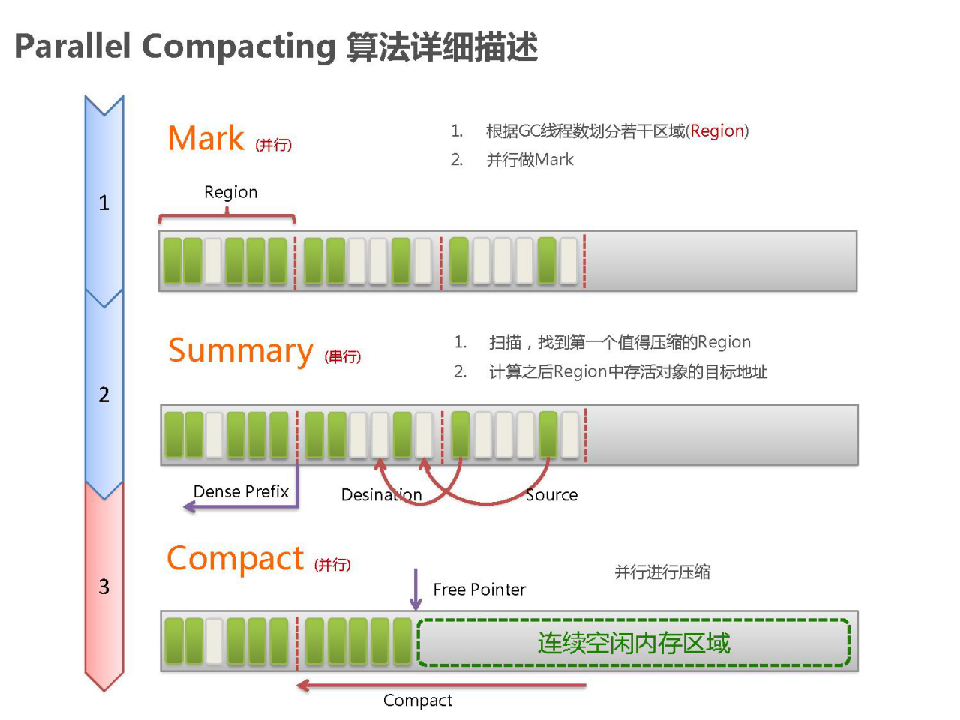 Parallel Compacting 算法详细描述
1
Mark (并行)
1. 根据GC线程数划分若干区域(Region)
2. 并行做Mark
Region
2
Summary (串行)
1. 扫描，找到第一个值得压缩的Region
2. 计算之后Region中存活对象的目标地址
Dense Prefix
Desination
Source
3
Compact (并行)
并行进行压缩
Free Pointer
连续空闲内存区域
Compact